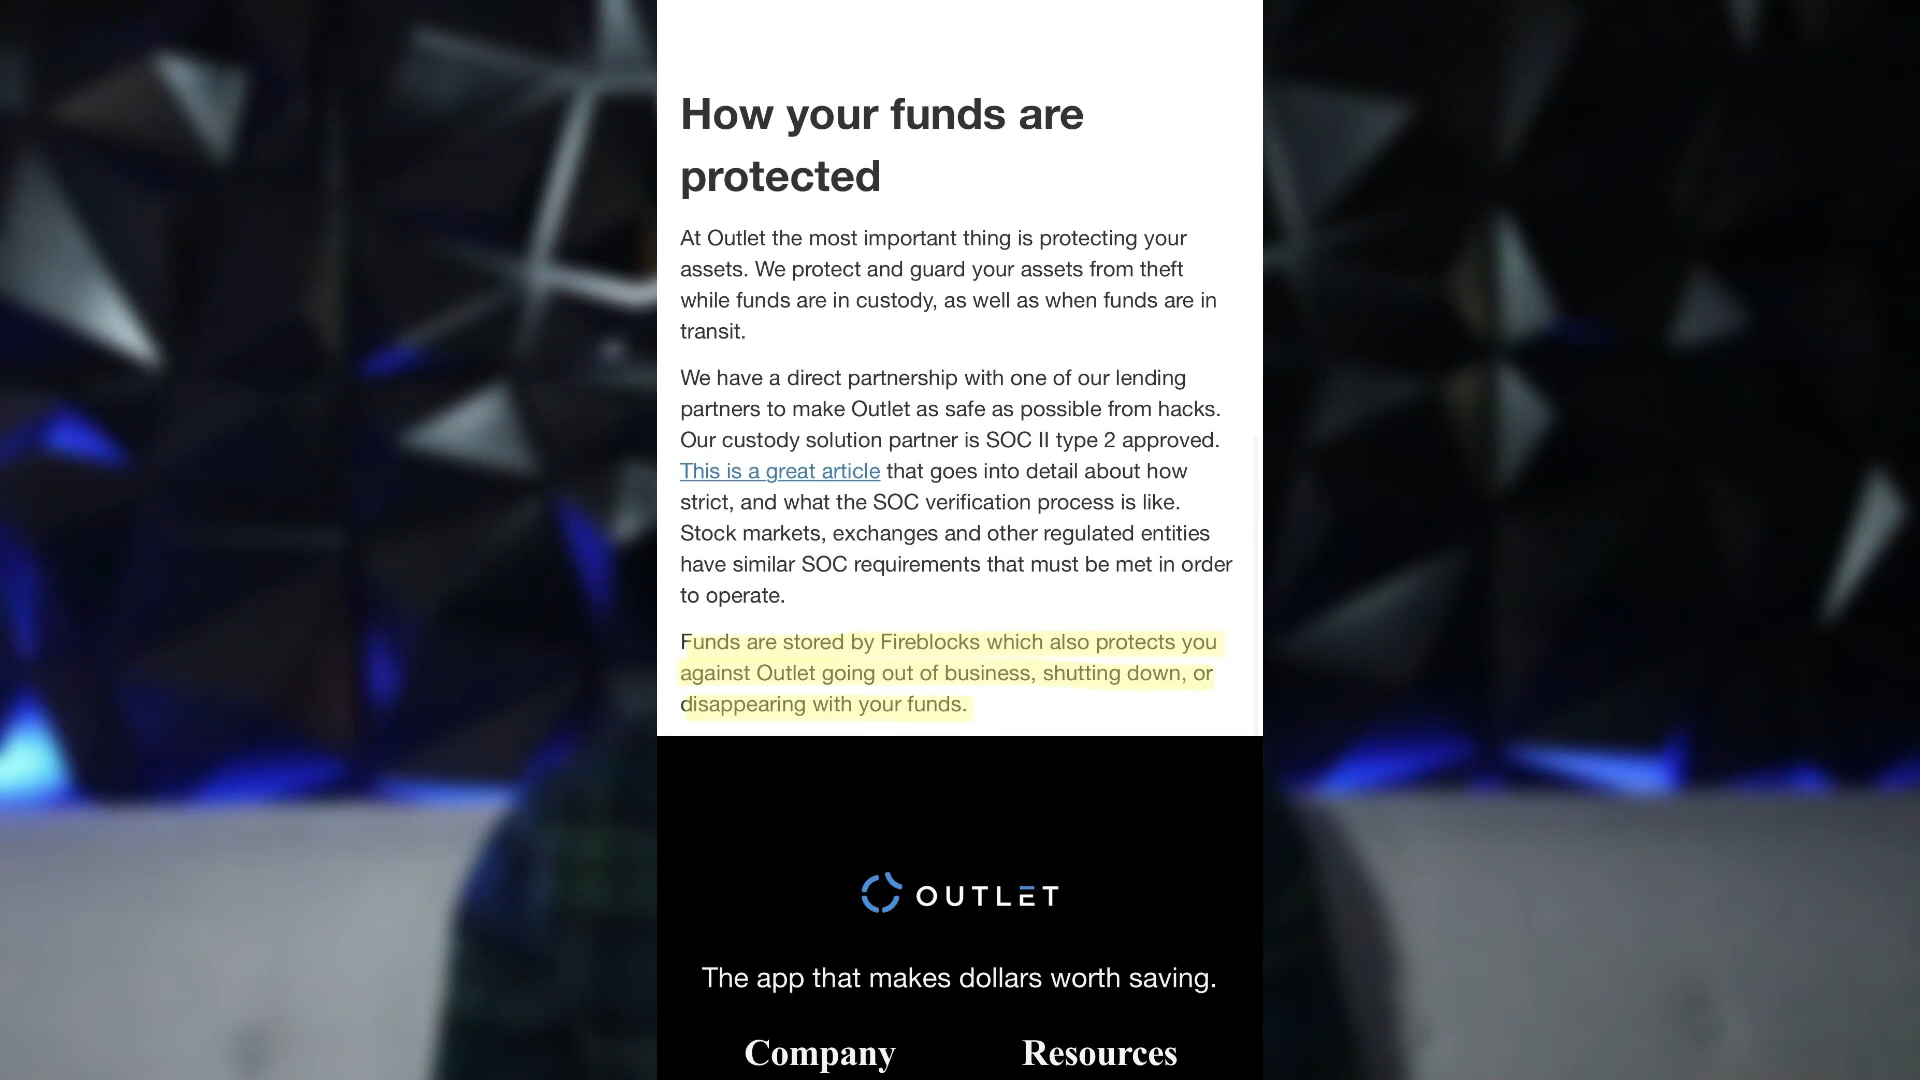 How your funds are
protected
At Outlet the most important thing is protecting your
assets. We protect and guard your assets from theft
while funds are in custody, as well as when funds are in
transit.
We have a direct partnership with one of our lending
partners to make Outlet as safe as possible from hacks.
Our custody solution partner is SOC II type 2 approved.
This is a great article that goes into detail about how
strict, and what the SOC verification process is like.
Stock markets, exchanges and other regulated entities
have similar SOC requirements that must be met in order
to operate.
Funds are stored by Fireblocks which also protects you
against Outlet going out of business, shutting down, or
disappearing with your funds.
OUTLET
The app that makes dollars worth saving.
Company Resources